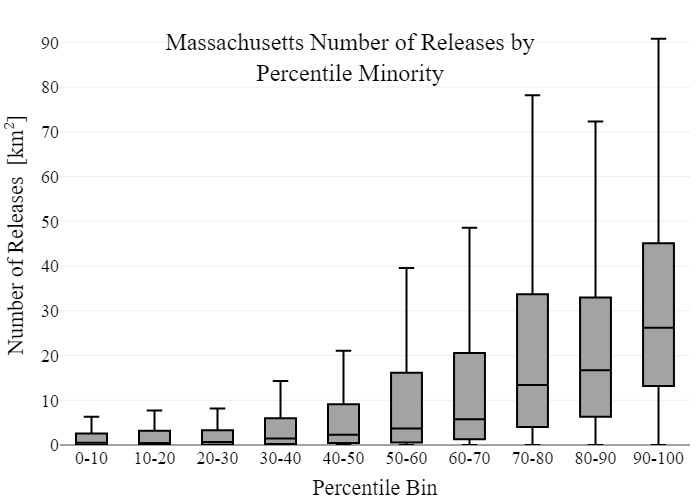 Massachusetts Number of Releases by
Percentile Minority
Number of Releases [km²]
90
80
70
60
50
40
30
20
10
0
0-10 10-20 20-30 30-40 40-50 50-60 60-70 70-80 80-90 90-100
Percentile Bin